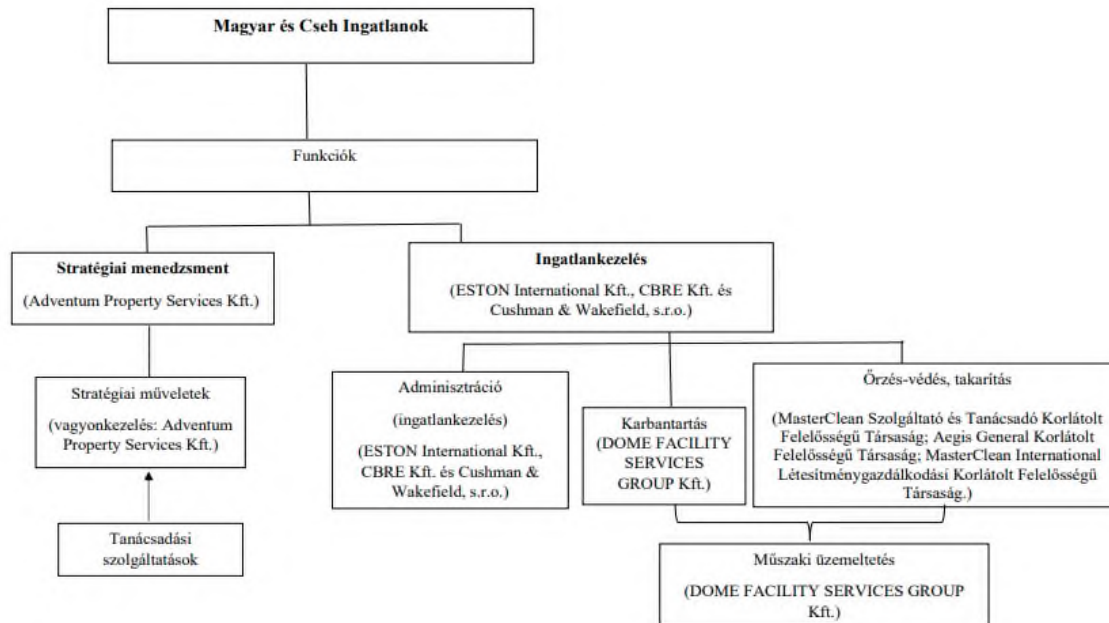 Magyar és Cseh Ingatlanok
Funkciók
Stratégiai menedzsment
(Adventum Property Services Kft.)
Ingatlankezelés
(ESTON International Kft., CBRE Kft. és
Cushman & Wakefield, s.r.o.)
Stratégiai műveletek
(vagyonkezelés: Adventum
Property Services Kft.)
Adminisztráció
(ingatlankezelés)
(ESTON International Kft.,
CBRE Kft. és Cushman &
Wakefield, s.r.o.)
Karbantartás
(DOME FACILITY
SERVICES
GROUP Kft.)
Őrzés-védés, takarítás
(MasterClean Szolgáltató és Tanácsadó Korlátolt
Felelősségű Társaság; Aegis General Korlátolt
Felelősségű Társaság; MasterClean International
Létesítménygazdálkodási Korlátolt Felelősségű
Társaság.)
Tanácsadási
szolgáltatások
Műszaki üzemeltetés
(DOME FACILITY SERVICES GROUP
Kft.)